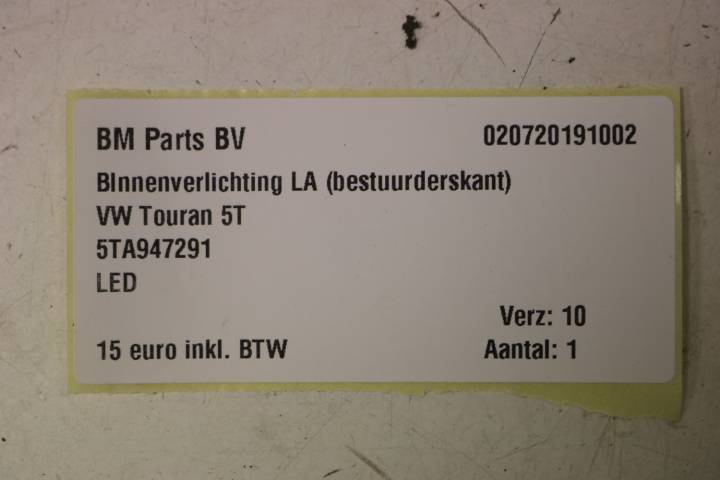 BM Parts BV 020720191002
BInnenverlichting LA (bestuurderskant)
VW Touran 5T
5TA947291
LED
Verz: 10
15 euro inkl. BTW Aantal: 1